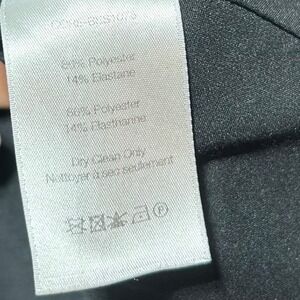 86% Polyester
14% Elastane
86% Polyester
14% Elasthanne
Dry Clean Only
Nettoyer à sec seulement
P